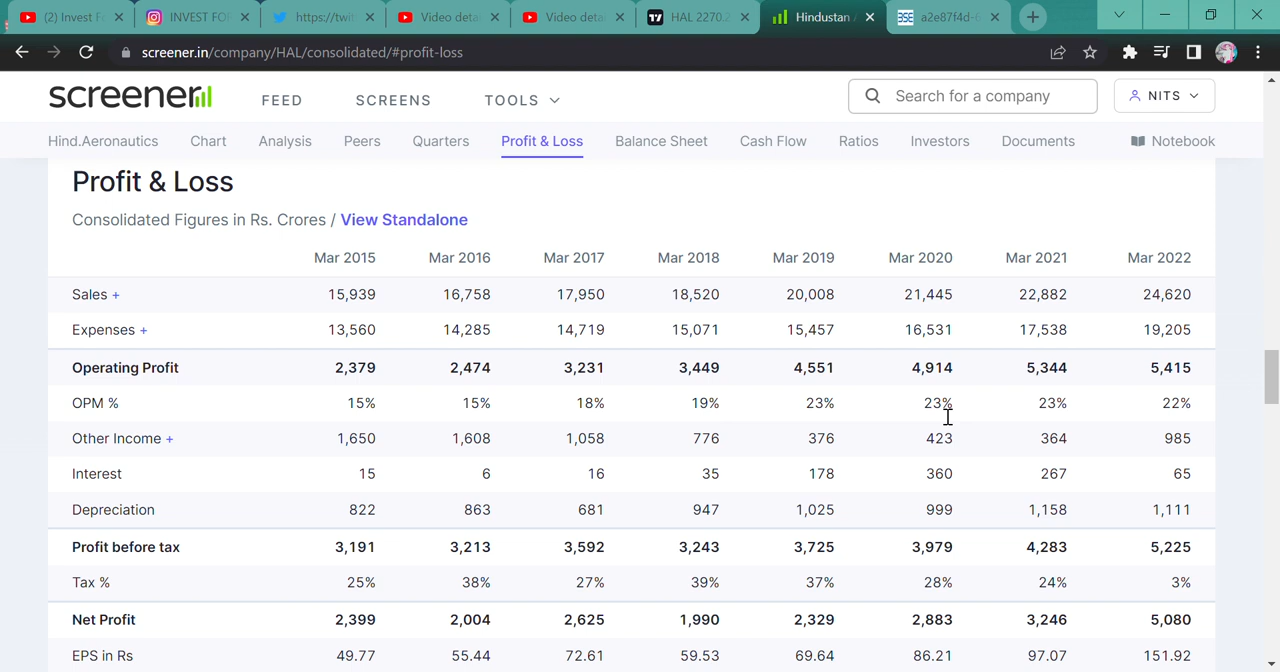 (2) Invest Fo
INVEST FOR
https://twit
Video detai
Video detai
HAL 2270.2
Hindustan A
BSE a2e87f4d-6
screener.in/company/HAL/consolidated/#profit-loss
screener
FEED SCREENS TOOLS
Search for a company
NITS
Hind.Aeronautics Chart Analysis Peers Quarters Profit & Loss Balance Sheet Cash Flow Ratios Investors Documents Notebook
Profit & Loss
Consolidated Figures in Rs. Crores / View Standalone
Mar 2015 Mar 2016 Mar 2017 Mar 2018 Mar 2019 Mar 2020 Mar 2021 Mar 2022
Sales + 15,939 16,758 17,950 18,520 20,008 21,445 22,882 24,620
Expenses + 13,560 14,285 14,719 15,071 15,457 16,531 17,538 19,205
Operating Profit 2,379 2,474 3,231 3,449 4,551 4,914 5,344 5,415
OPM % 15% 15% 18% 19% 23% 23% 23% 22%
Other Income + 1,650 1,608 1,058 776 376 423 364 985
Interest 15 6 16 35 178 360 267 65
Depreciation 822 863 681 947 1,025 999 1,158 1,111
Profit before tax 3,191 3,213 3,592 3,243 3,725 3,979 4,283 5,225
Tax % 25% 38% 27% 39% 37% 28% 24% 3%
Net Profit 2,399 2,004 2,625 1,990 2,329 2,883 3,246 5,080
EPS in Rs 49.77 55.44 72.61 59.53 69.64 86.21 97.07 151.92